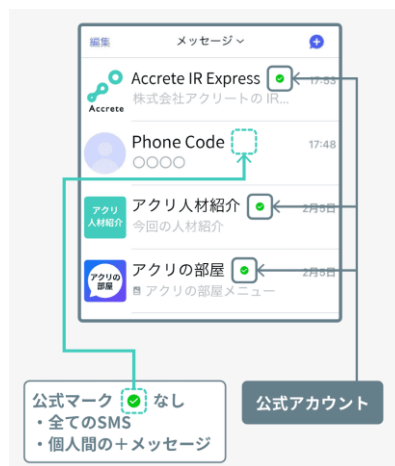 編集
メッセージ
Accrete
Accrete IR Express
17:53
株式会社アクリートの IR...
Phone Code
17:48
〇〇〇〇
アクリ
人材紹介
アクリ人材紹介
2月5日
今回の人材紹介
アクリの
部屋
アクリの部屋
2月5日
アクリの部屋メニュー
公式マーク なし
・全てのSMS
・個人間の＋メッセージ
公式アカウント